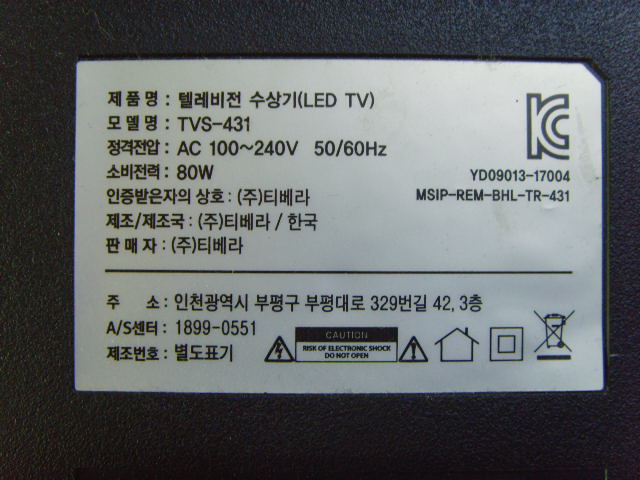 제품명 : 텔레비전 수상기(LED TV)
모델명 : TVS-431
정격전압 : AC 100~240V 50/60Hz
소비전력 : 80W
인증받은자의 상호 : (주)티베라
제조/제조국 : (주)티베라 / 한국
판매자 : (주)티베라
KC
YD09013-17004
MSIP-REM-BHL-TR-431
주 소 : 인천광역시 부평구 부평대로 329번길 42, 3층
A/S센터 : 1899-0551
제조번호 : 별도표기
CAUTION
RISK OF ELECTRONIC SHOCK
DO NOT OPEN